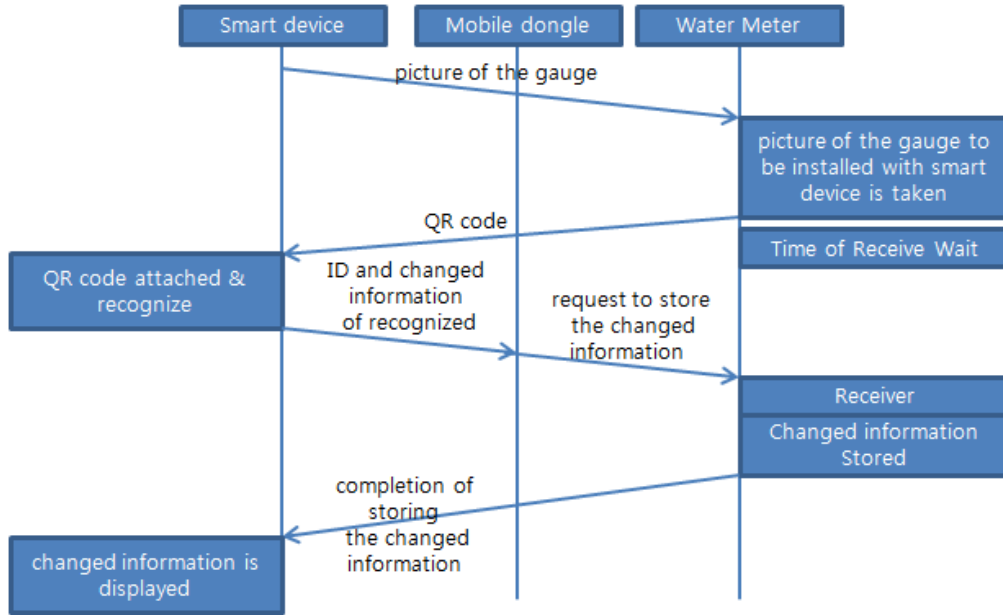 Smart device
Mobile dongle
Water Meter
picture of the gauge
picture of the gauge to
be installed with smart
device is taken
QR code
Time of Receive Wait
QR code attached &
recognize
ID and changed
information
of recognized
request to store
the changed
information
Receiver
Changed information
Stored
completion of
storing
the changed
information
changed information is
displayed